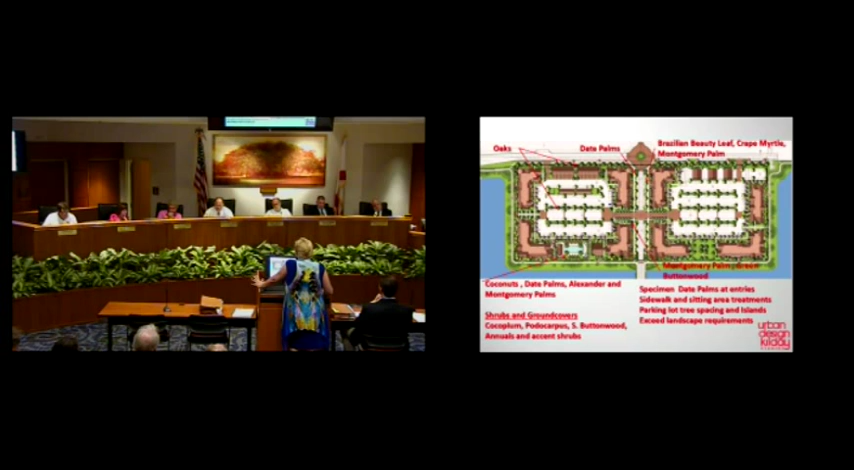 Oaks
Date Palms
Brazilian Beauty Leaf, Crape Myrtle,
Montgomery Palm
Montgomery Palm, Green
Buttonwood
Coconuts , Date Palms, Alexander and
Montgomery Palms
Shrubs and Groundcovers
Cocoplum, Podocarpus, S. Buttonwood,
Annuals and accent shrubs
Specimen Date Palms at entries
Sidewalk and sitting area treatments
Parking lot tree spacing and Islands
Exceed landscape requirements
urban
design
kilday